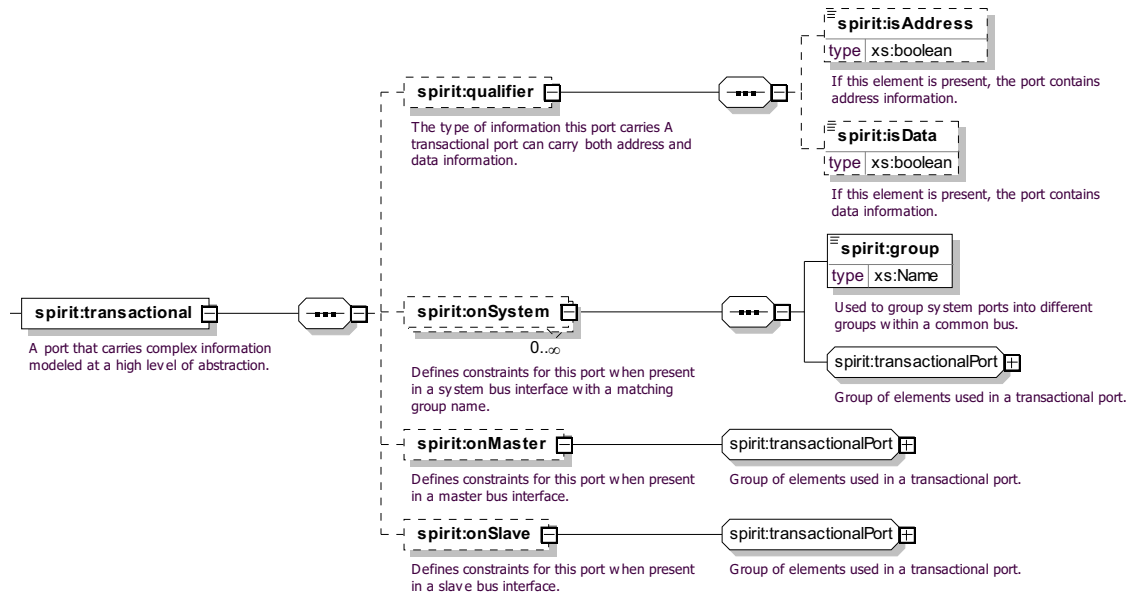 spirit:isAddress
type xs:boolean
If this element is present, the port contains
address information.
spirit:qualifier
The type of information this port carries A
transactional port can carry both address and
data information.
spirit:isData
type xs:boolean
If this element is present, the port contains
data information.
spirit:transactional
A port that carries complex information
modeled at a high level of abstraction.
spirit:onSystem
0..∞
Defines constraints for this port when present
in a system bus interface with a matching
group name.
spirit:group
type xs:Name
Used to group system ports into different
groups within a common bus.
spirit:transactionalPort
Group of elements used in a transactional port.
spirit:onMaster
Defines constraints for this port when present
in a master bus interface.
spirit:transactionalPort
Group of elements used in a transactional port.
spirit:onSlave
Defines constraints for this port when present
in a slave bus interface.
spirit:transactionalPort
Group of elements used in a transactional port.